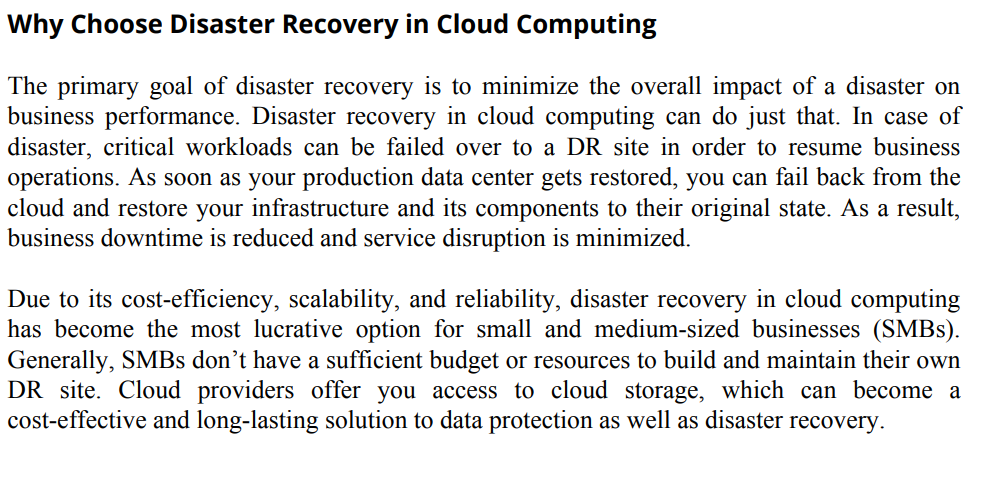 Why Choose Disaster Recovery in Cloud Computing
The primary goal of disaster recovery is to minimize the overall impact of a disaster on
business performance. Disaster recovery in cloud computing can do just that. In case of
disaster, critical workloads can be failed over to a DR site in order to resume business
operations. As soon as your production data center gets restored, you can fail back from the
cloud and restore your infrastructure and its components to their original state. As a result,
business downtime is reduced and service disruption is minimized.
Due to its cost-efficiency, scalability, and reliability, disaster recovery in cloud computing
has become the most lucrative option for small and medium-sized businesses (SMBs).
Generally, SMBs don’t have a sufficient budget or resources to build and maintain their own
DR site. Cloud providers offer you access to cloud storage, which can become a
cost-effective and long-lasting solution to data protection as well as disaster recovery.